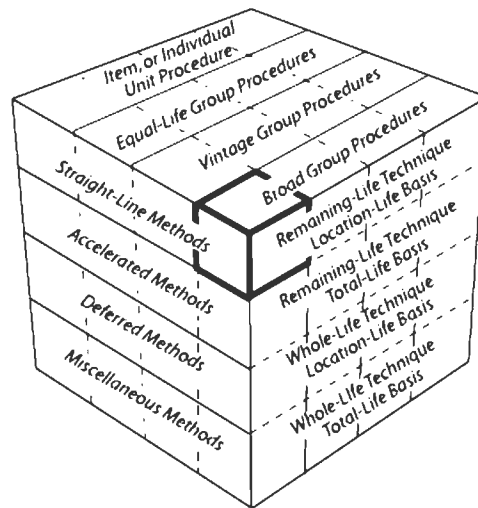 Item, or Individual
Unit Procedure
Equal-Life Group Procedures
Vintage Group Procedures
Broad Group Procedures
Straight-Line Methods
Accelerated Methods
Deferred Methods
Miscellaneous Methods
Remaining-Life Technique
Location-Life Basis
Remaining-Life Technique
Total-Life Basis
Whole-Life Technique
Location-Life Basis
Whole-Life Technique
Total-Life Basis